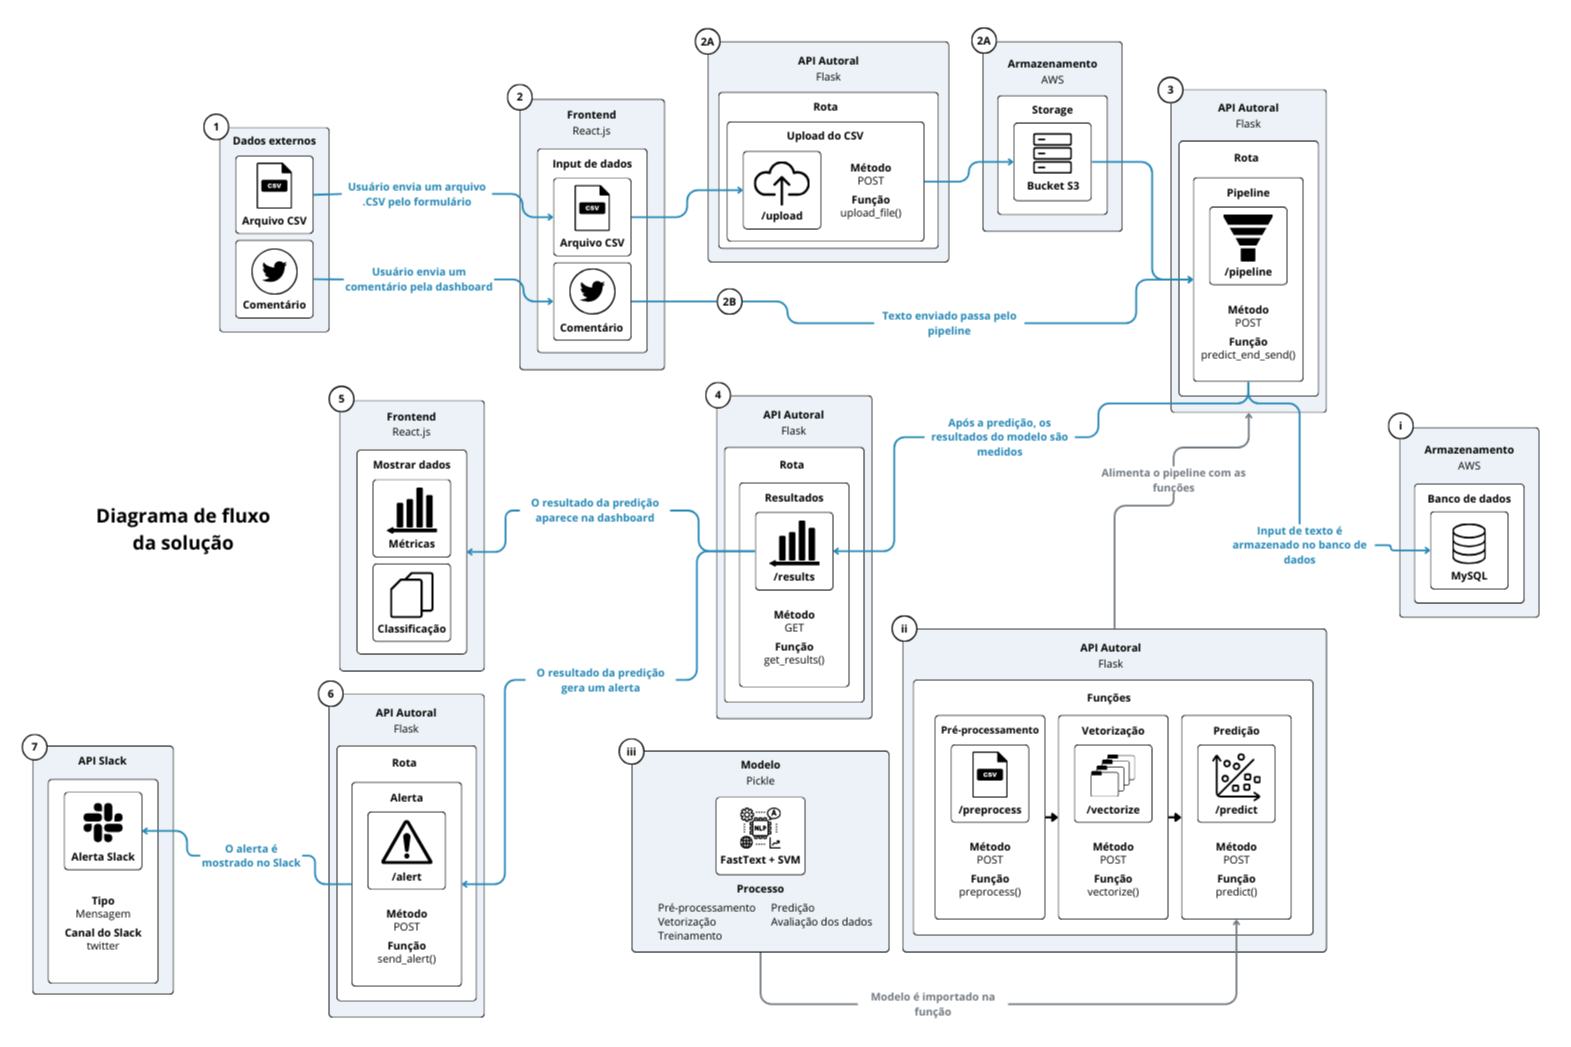 1
Dados externos
CSV
Arquivo CSV
Comentário
Usuário envia um arquivo
.CSV pelo formulário
Usuário envia um
comentário pela dashboard
2
Frontend
React.js
Input de dados
CSV
Arquivo CSV
Comentário
2A
API Autoral
Flask
Rota
Upload do CSV
/upload
Método
POST
Função
upload_file()
2A
Armazenamento
AWS
Storage
Bucket S3
2B
Texto enviado passa pelo
pipeline
3
API Autoral
Flask
Rota
Pipeline
/pipeline
Método
POST
Função
predict_end_send()
Após a predição, os
resultados do modelo são
medidos
Alimenta o pipeline com as
funções
Input de texto é
armazenado no banco de
dados
i
Armazenamento
AWS
Banco de dados
MySQL
4
API Autoral
Flask
Rota
Resultados
/results
Método
GET
Função
get_results()
O resultado da predição
aparece na dashboard
O resultado da predição
gera um alerta
5
Frontend
React.js
Mostrar dados
Métricas
Classificação
Diagrama de fluxo
da solução
6
API Autoral
Flask
Rota
Alerta
/alert
Método
POST
Função
send_alert()
O alerta é
mostrado no Slack
7
API Slack
Alerta Slack
Tipo
Mensagem
Canal do Slack
twitter
ii
API Autoral
Flask
Funções
Pré-processamento
CSV
/preprocess
Método
POST
Função
preprocess()
Vetorização
/vectorize
Método
POST
Função
vectorize()
Predição
/predict
Método
POST
Função
predict()
iii
Modelo
Pickle
A
NLP
FastText + SVM
Processo
Pré-processamento
Vetorização
Treinamento
Predição
Avaliação dos dados
Modelo é importado na
função